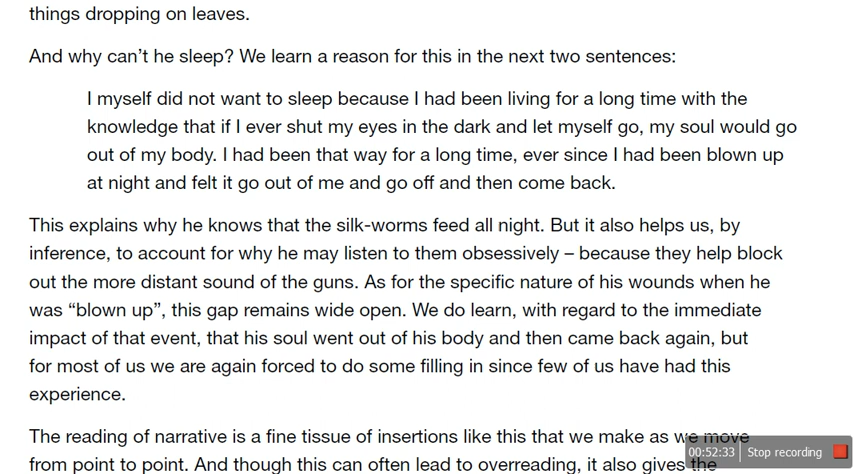 things dropping on leaves.
And why can’t he sleep? We learn a reason for this in the next two sentences:
I myself did not want to sleep because I had been living for a long time with the
knowledge that if I ever shut my eyes in the dark and let myself go, my soul would go
out of my body. I had been that way for a long time, ever since I had been blown up
at night and felt it go out of me and go off and then come back.
This explains why he knows that the silk-worms feed all night. But it also helps us, by
inference, to account for why he may listen to them obsessively – because they help block
out the more distant sound of the guns. As for the specific nature of his wounds when he
was “blown up”, this gap remains wide open. We do learn, with regard to the immediate
impact of that event, that his soul went out of his body and then came back again, but
for most of us we are again forced to do some filling in since few of us have had this
experience.
The reading of narrative is a fine tissue of insertions like this that we make as we move
from point to point. And though this can often lead to overreading, it also gives the
00:52:33 Stop recording